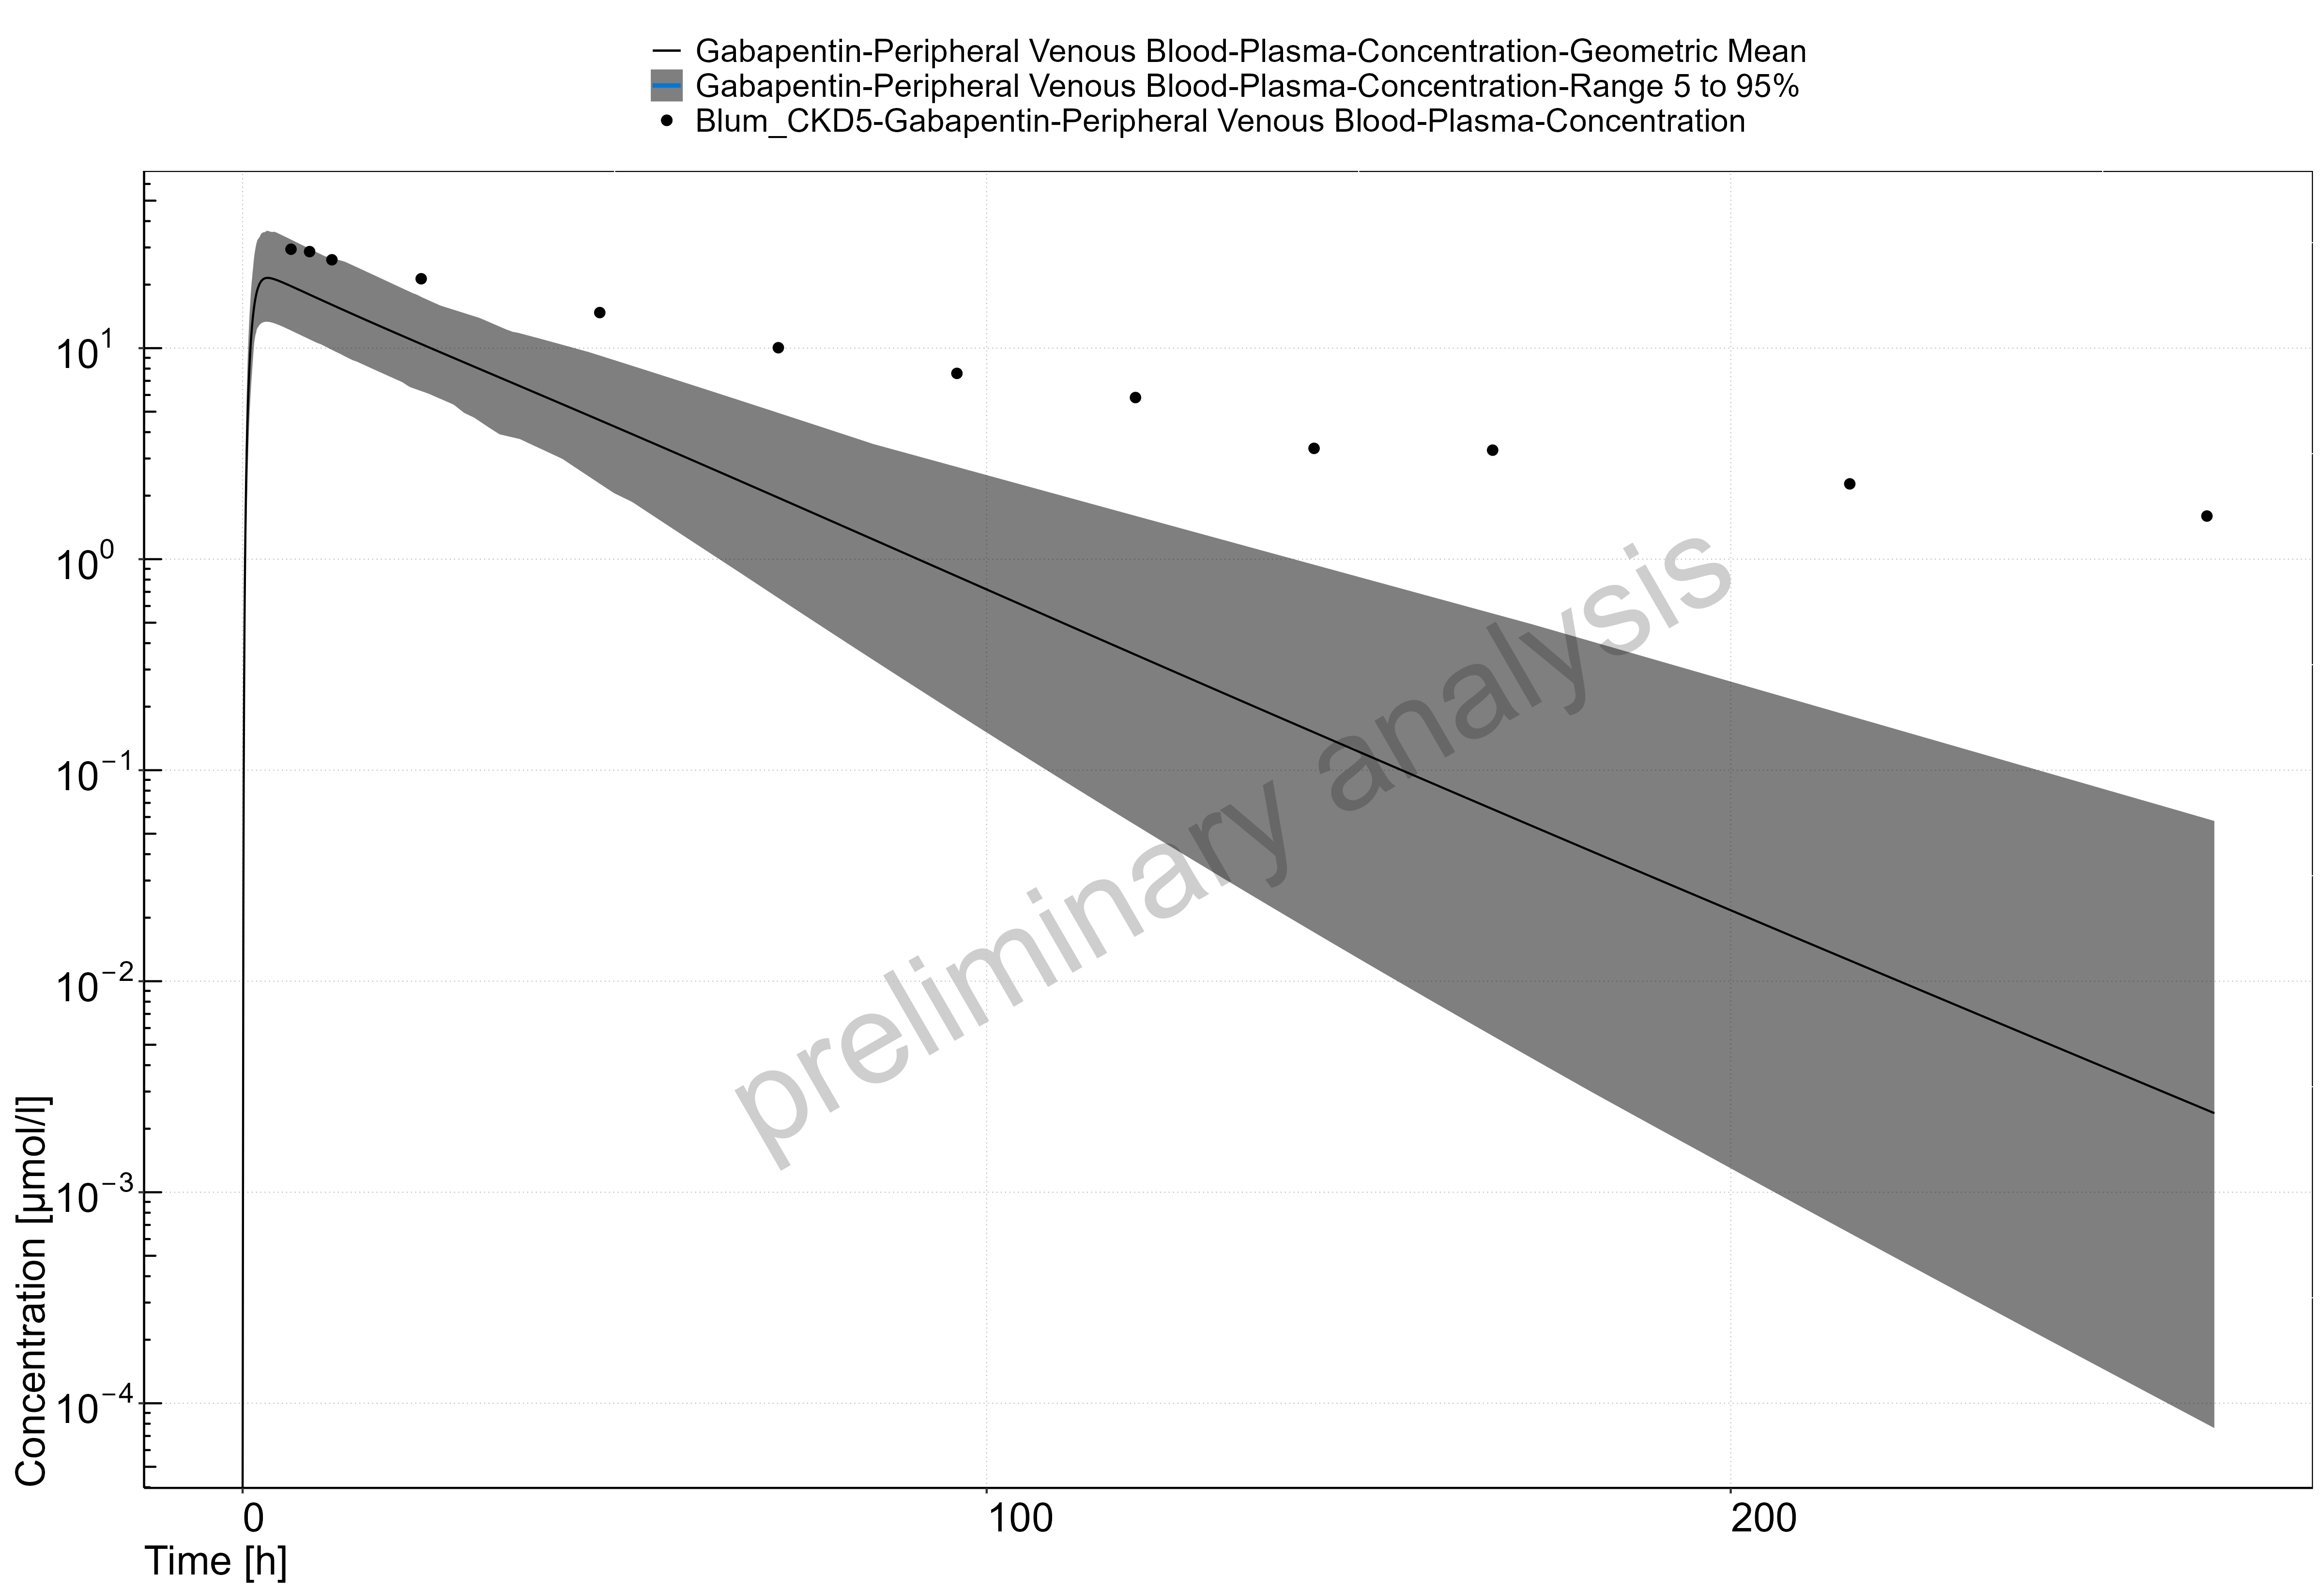 Gabapentin-Peripheral Venous Blood-Plasma-Concentration-Geometric Mean
Gabapentin-Peripheral Venous Blood-Plasma-Concentration-Range 5 to 95%
Blum_CKD5-Gabapentin-Peripheral Venous Blood-Plasma-Concentration
10^1
10^0
10^−1
10^−2
10^−3
10^−4
Concentration [µmol/l]
preliminary analysis
0 100 200
Time [h]